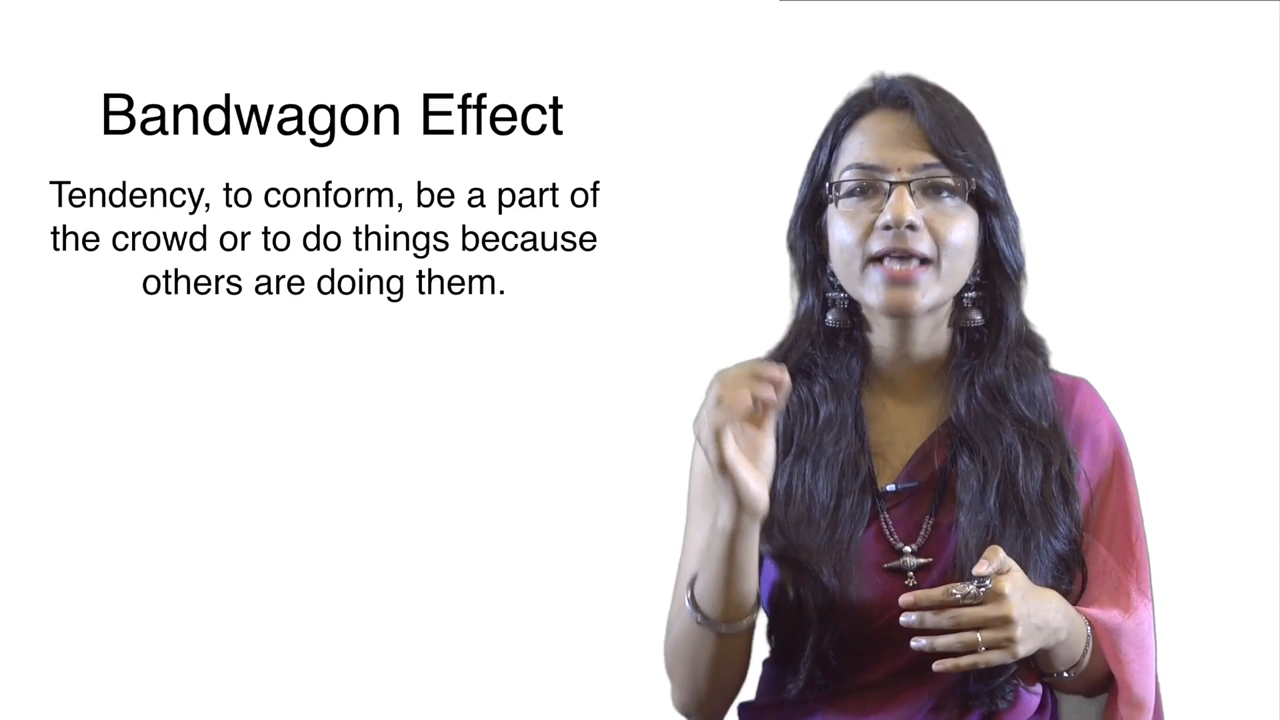 Bandwagon Effect
Tendency, to conform, be a part of
the crowd or to do things because
others are doing them.